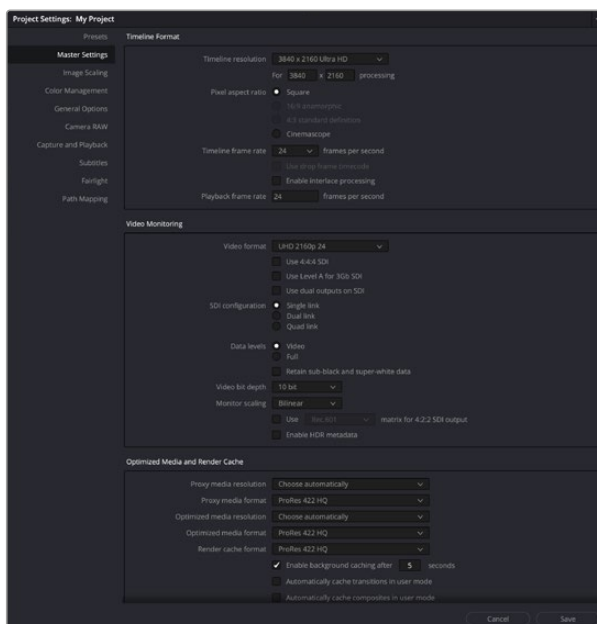 Project Settings: My Project
Presets
Master Settings
Image Scaling
Color Management
General Options
Camera RAW
Capture and Playback
Subtitles
Fairlight
Path Mapping
Timeline Format
Timeline resolution 3840 x 2160 Ultra HD
For 3840 x 2160 processing
Pixel aspect ratio Square
16:9 anamorphic
4:3 standard definition
Cinemascope
Timeline frame rate 24 frames per second
Use drop frame timecode
Enable interlace processing
Playback frame rate 24 frames per second
Video Monitoring
Video format UHD 2160p 24
Use 4:4:4 SDI
Use Level A for 3Gb SDI
Use dual outputs on SDI
SDI configuration Single link
Dual link
Quad link
Data levels Video
Full
Retain sub-black and super-white data
Video bit depth 10 bit
Monitor scaling Bilinear
Use Rec.601 matrix for 4:2:2 SDI output
Enable HDR metadata
Optimized Media and Render Cache
Proxy media resolution Choose automatically
Proxy media format ProRes 422 HQ
Optimized media resolution Choose automatically
Optimized media format ProRes 422 HQ
Render cache format ProRes 422 HQ
Enable background caching after 5 seconds
Automatically cache transitions in user mode
Automatically cache composites in user mode
Cancel Save